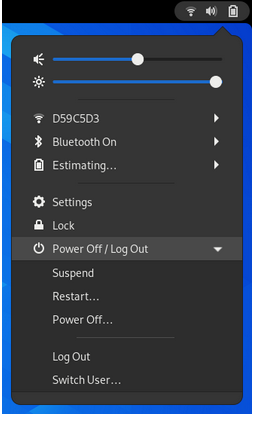 D59C5D3
Bluetooth On
Estimating…
Settings
Lock
Power Off / Log Out
Suspend
Restart…
Power Off…
Log Out
Switch User…